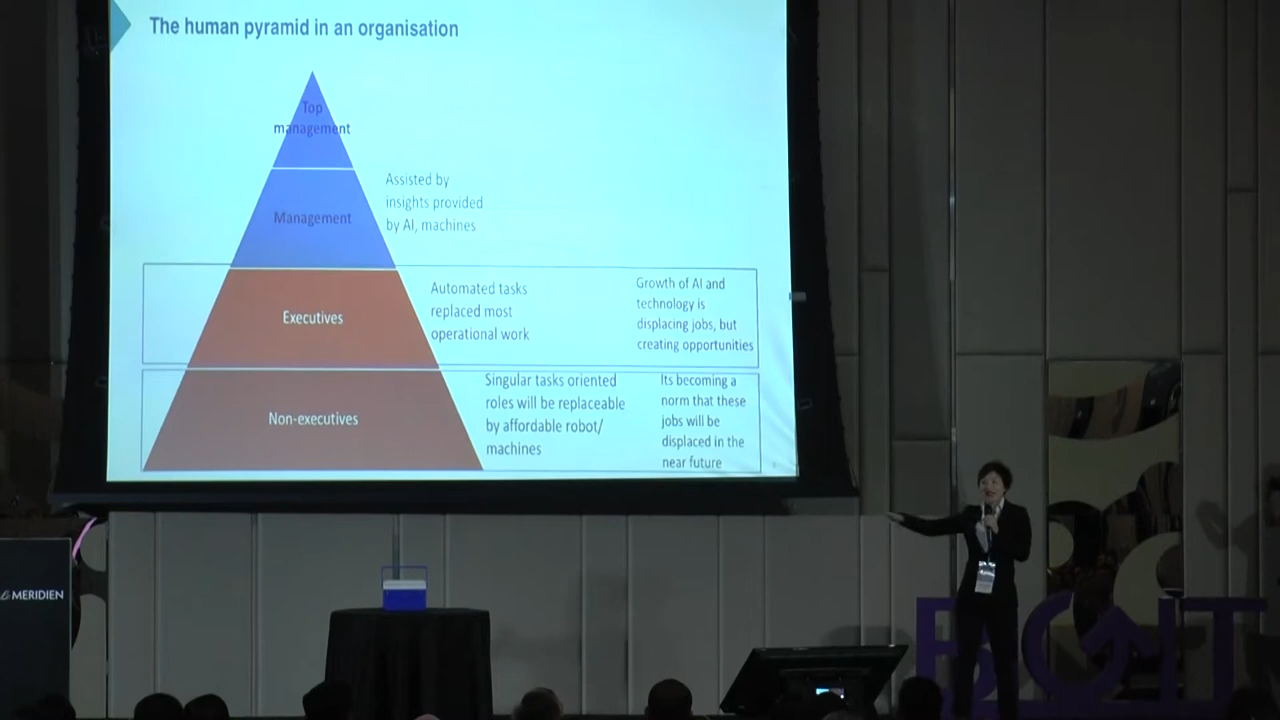 The human pyramid in an organisation
Top
management
Assisted by
insights provided
by AI, machines
Management
Executives
Automated tasks
replaced most
operational work
Growth of AI and
technology is
displacing jobs, but
creating opportunities
Non-executives
Singular tasks oriented
roles will be replaceable
by affordable robot/
machines
Its becoming a
norm that these
jobs will be
displaced in the
near future
Le MERIDIEN